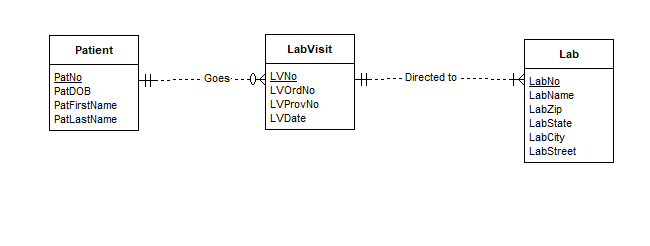 Patient
PatNo
PatDOB
PatFirstName
PatLastName
Goes
LabVisit
LVNo
LVOrdNo
LVProvNo
LVDate
Directed to
Lab
LabNo
LabName
LabZip
LabState
LabCity
LabStreet